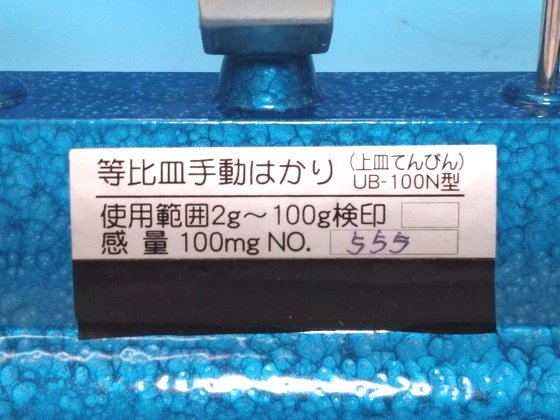 等比皿手動はかり (上皿てんびん)
UB-100N型
使用範囲2g～100g検印
感量 100mg NO. 555